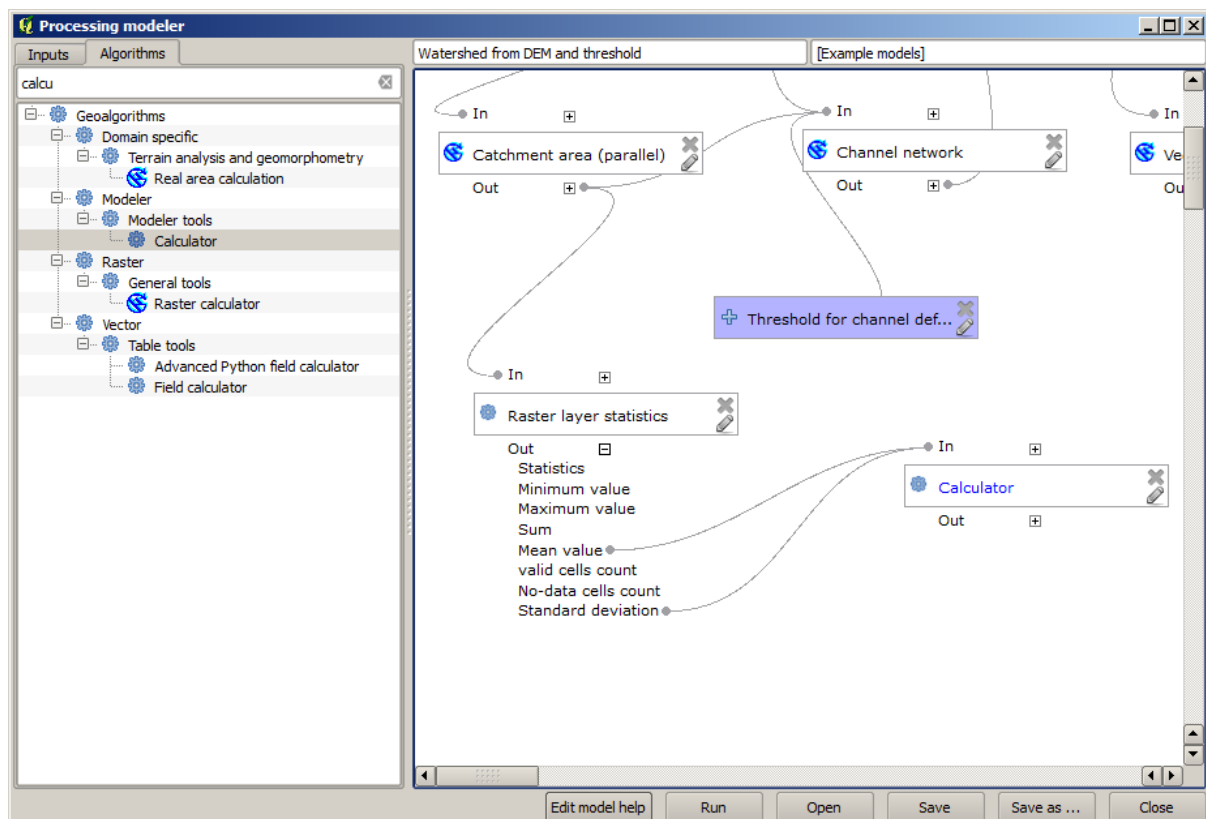 Processing modeler
Inputs
Algorithms
calcu
Geoalgorithms
Domain specific
Terrain analysis and geomorphometry
Real area calculation
Modeler
Modeler tools
Calculator
Raster
General tools
Raster calculator
Vector
Table tools
Advanced Python field calculator
Field calculator
Watershed from DEM and threshold
[Example models]
In
Catchment area (parallel)
Out
In
Channel network
Out
In
Ve
Ou
Threshold for channel def...
In
Raster layer statistics
Out
Statistics
Minimum value
Maximum value
Sum
Mean value
valid cells count
No-data cells count
Standard deviation
In
Calculator
Out
Edit model help
Run
Open
Save
Save as ...
Close